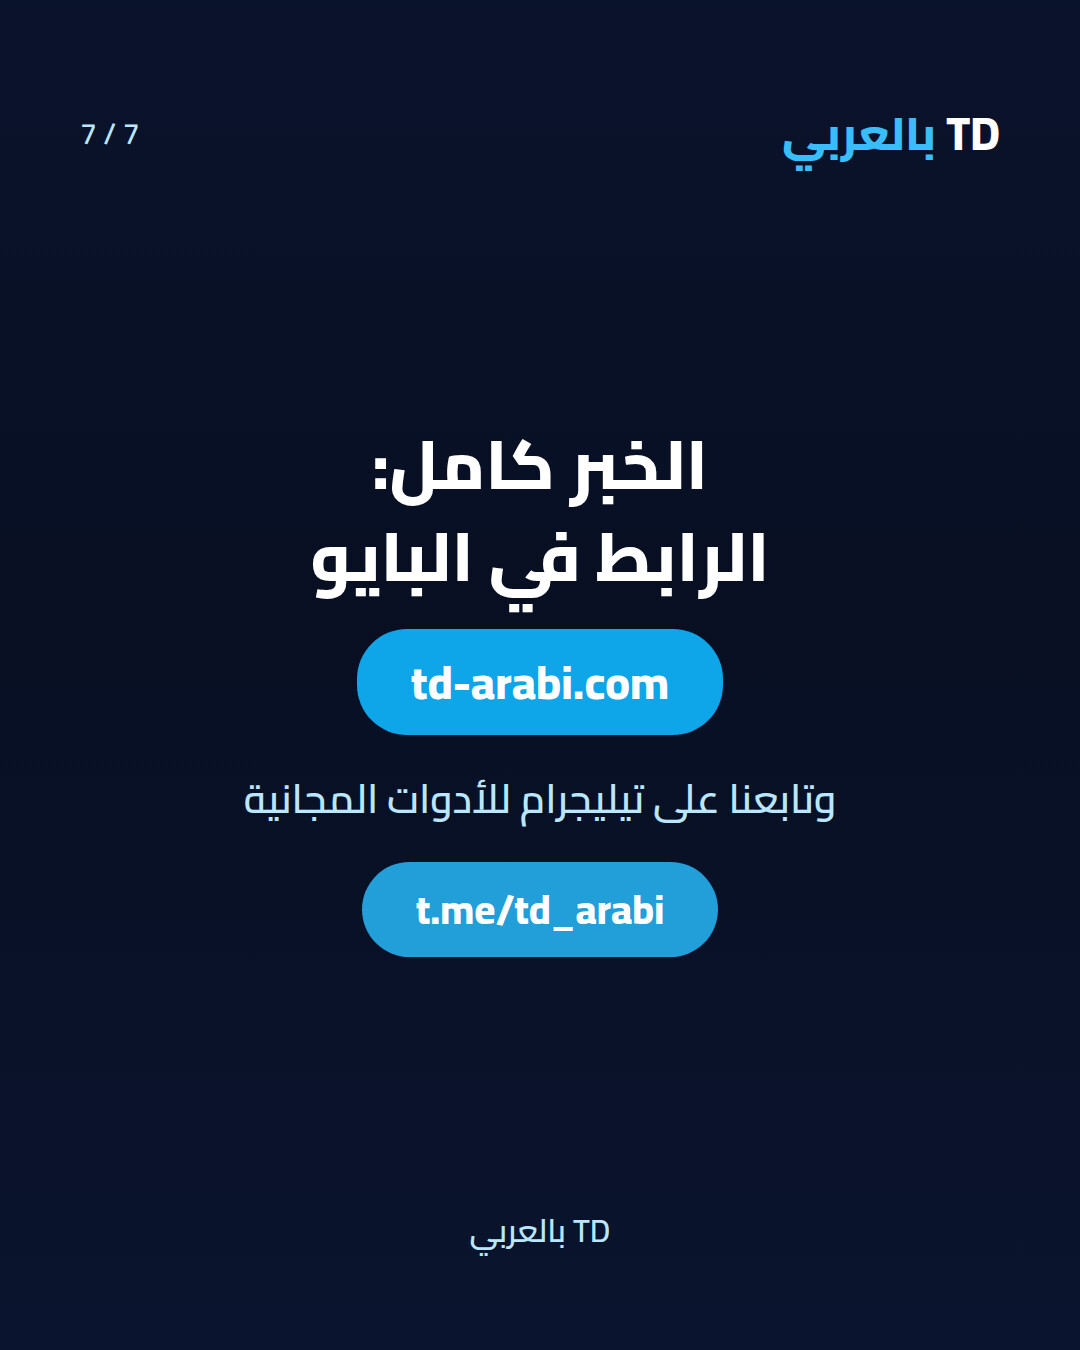 TD بالعربي
7 / 7
الخبر كامل:
الرابط في البايو
td-arabi.com
وتابعنا على تيليجرام للأدوات المجانية
t.me/td_arabi
TD بالعربي